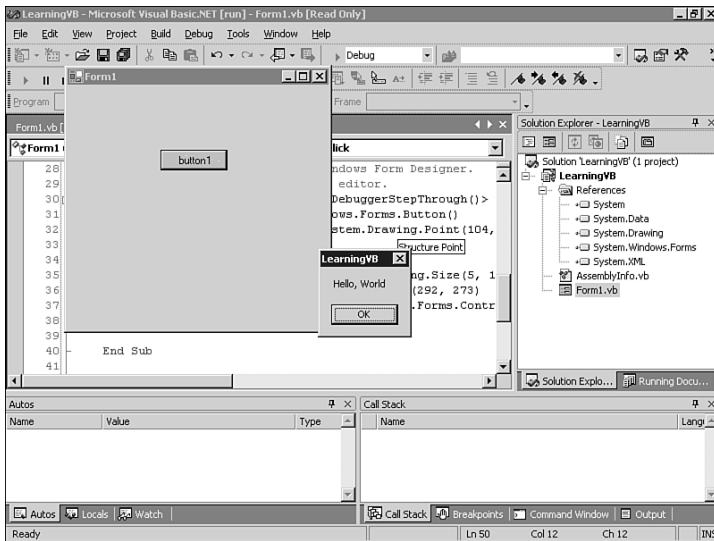 LearningVB - Microsoft Visual Basic.NET [run] - Form1.vb [Read Only]
File Edit View Project Build Debug Tools Window Help
Debug
Program
Frame
Form1
button1
Form1.vb [
Form1
lick
28 ndows Form Designer.
29 editor.
30 DebuggerStepThrough()>
31 ows.Forms.Button()
32 stem.Drawing.Point(104,
33 Structure Point
34
35 ng.Size(5, 1
36 (292, 273)
37 .Forms.Contr
38
39
40 End Sub
41
LearningVB
Hello, World
OK
Solution Explorer - LearningVB
Solution 'LearningVB' (1 project)
LearningVB
References
System
System.Data
System.Drawing
System.Windows.Forms
System.XML
AssemblyInfo.vb
Form1.vb
Solution Explo... Running Docu...
Autos
Name Value Type
Autos Locals Watch
Call Stack
Name Langu
Call Stack Breakpoints Command Window Output
Ready Ln 50 Col 12 Ch 12 INS